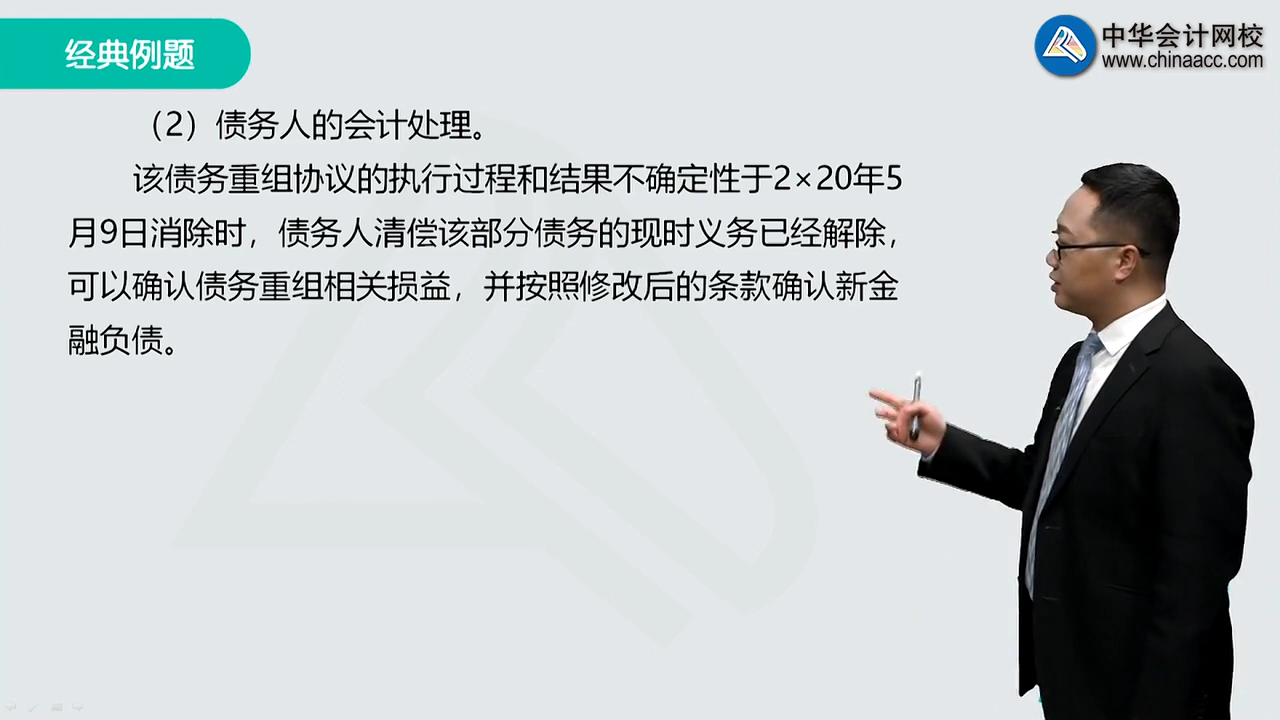 经典例题
中华会计网校
www.chinaacc.com
（2）债务人的会计处理。
该债务重组协议的执行过程和结果不确定性于2×20年5
月9日消除时，债务人清偿该部分债务的现时义务已经解除，
可以确认债务重组相关损益，并按照修改后的条款确认新金
融负债。